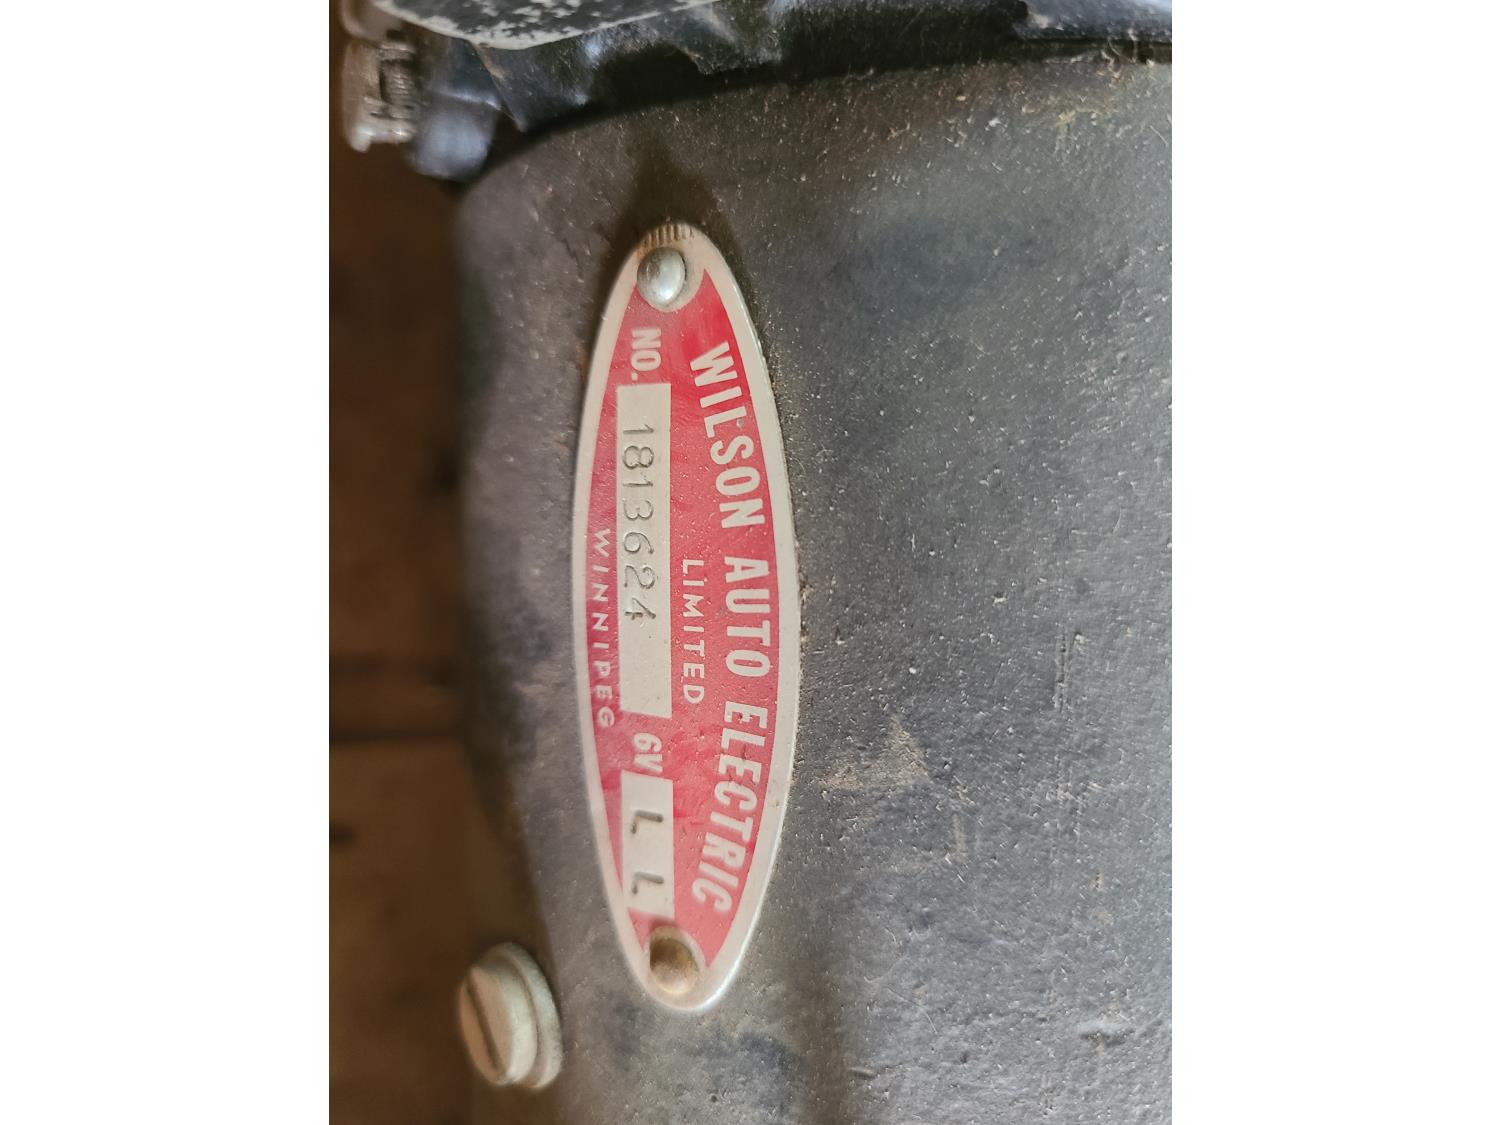 WILSON AUTO ELECTRIC
LIMITED
NO. 1813624 6V L L
WINNIPEG